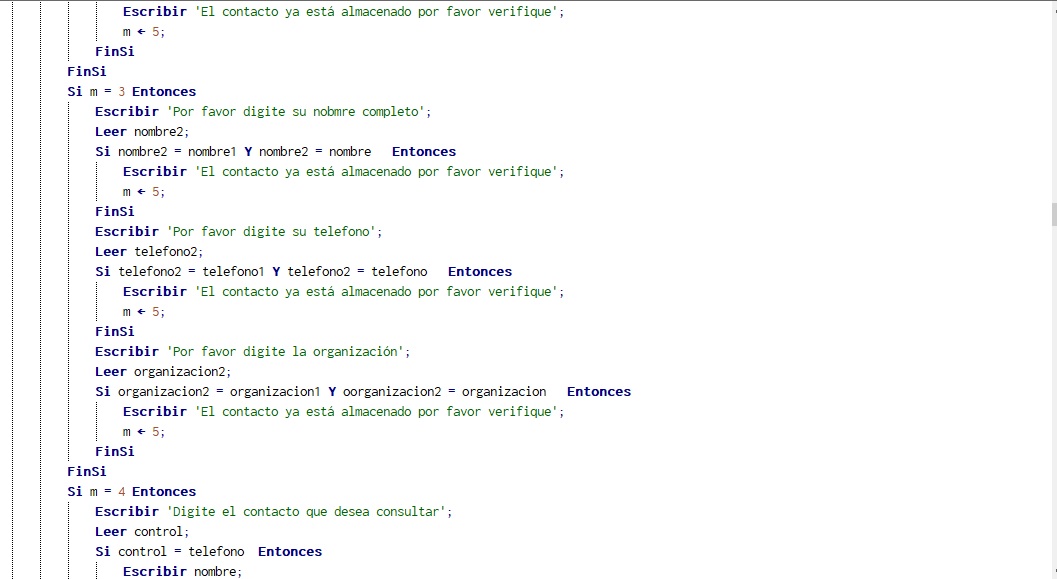 Escribir 'El contacto ya está almacenado por favor verifique';
m ← 5;
FinSi
FinSi
Si m = 3 Entonces
Escribir 'Por favor digite su nobmre completo';
Leer nombre2;
Si nombre2 = nombre1 Y nombre2 = nombre Entonces
Escribir 'El contacto ya está almacenado por favor verifique';
m ← 5;
FinSi
Escribir 'Por favor digite su telefono';
Leer telefono2;
Si telefono2 = telefono1 Y telefono2 = telefono Entonces
Escribir 'El contacto ya está almacenado por favor verifique';
m ← 5;
FinSi
Escribir 'Por favor digite la organización';
Leer organizacion2;
Si organizacion2 = organizacion1 Y oorganizacion2 = organizacion Entonces
Escribir 'El contacto ya está almacenado por favor verifique';
m ← 5;
FinSi
FinSi
Si m = 4 Entonces
Escribir 'Digite el contacto que desea consultar';
Leer control;
Si control = telefono Entonces
Escribir nombre;